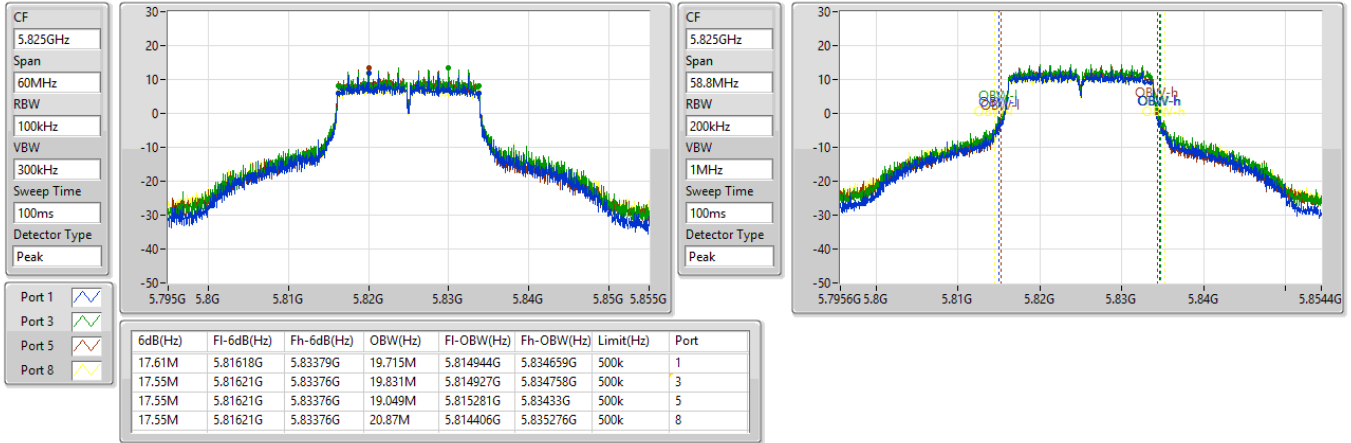 CF
5.825GHz
Span
60MHz
RBW
100kHz
VBW
300kHz
Sweep Time
100ms
Detector Type
Peak
30
20
10
0
-10
-20
-30
-40
-50
5.795G 5.8G 5.81G 5.82G 5.83G 5.84G 5.85G 5.855G
CF
5.825GHz
Span
58.8MHz
RBW
200kHz
VBW
1MHz
Sweep Time
100ms
Detector Type
Peak
30
20
10
0
-10
-20
-30
-40
-50
OBW-l
OBW-l
OBW-h
OBW-h
5.7956G 5.8G 5.81G 5.82G 5.83G 5.84G 5.8544G
Port 1
Port 3
Port 5
Port 8
6dB(Hz) Fl-6dB(Hz) Fh-6dB(Hz) OBW(Hz) Fl-OBW(Hz) Fh-OBW(Hz) Limit(Hz) Port
17.61M 5.81618G 5.83379G 19.715M 5.814944G 5.834659G 500k 1
17.55M 5.81621G 5.83376G 19.831M 5.814927G 5.834758G 500k 3
17.55M 5.81621G 5.83376G 19.049M 5.815281G 5.83433G 500k 5
17.55M 5.81621G 5.83376G 20.87M 5.814406G 5.835276G 500k 8